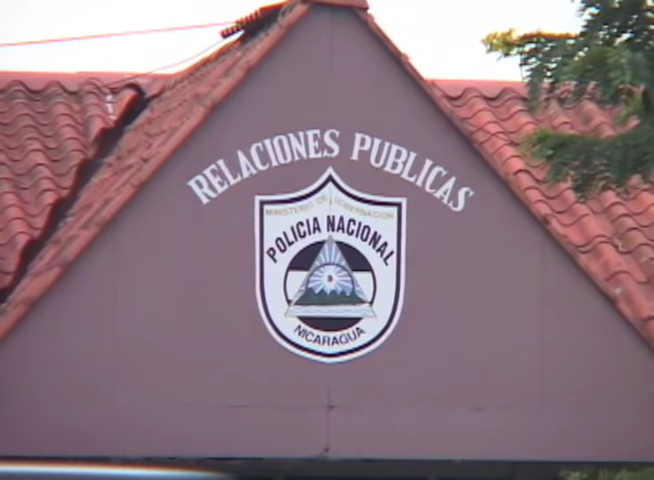 RELACIONES PUBLICAS
MINISTERIO DE GOBERNACION
POLICIA NACIONAL
NICARAGUA